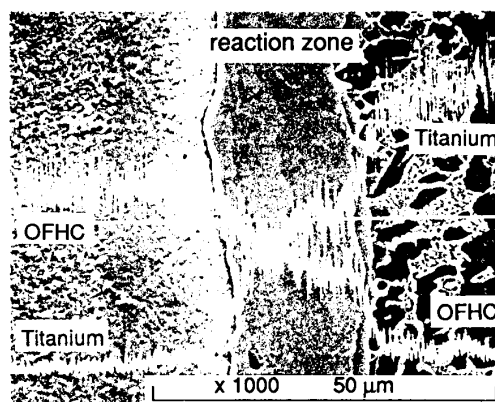 reaction zone
Titanium
OFHC
Titanium
OFHC
x 1000 50 µm